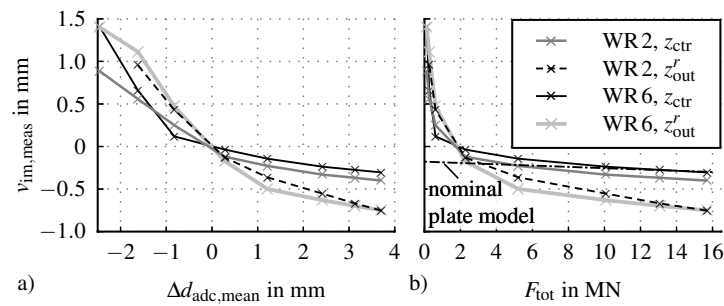 1.5
1.0
0.5
0
−0.5
−1.0
v_im,meas in mm
−2 −1 0 1 2 3 4
a) Δd_adc,mean in mm
WR 2, z_ctr
WR 2, z^r_out
WR 6, z_ctr
WR 6, z^r_out
nominal
plate model
0 2 4 6 8 10 12 14 16
b) F_tot in MN